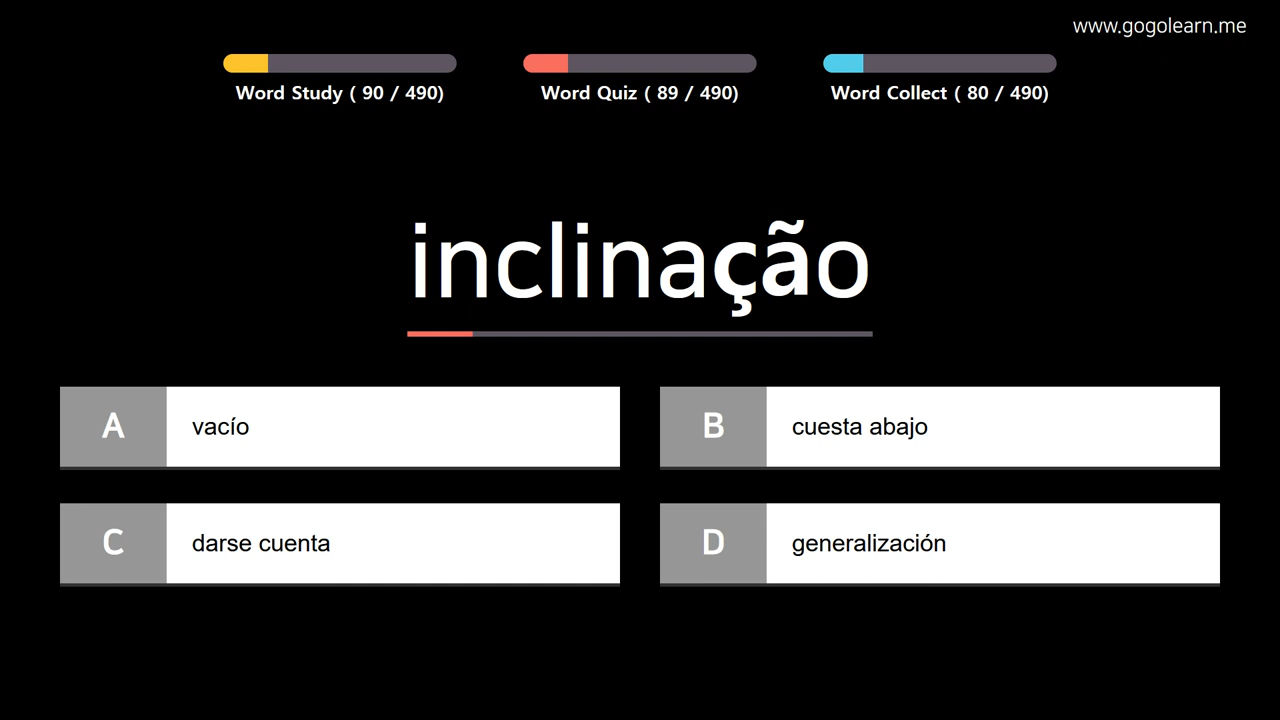 www.gogolearn.me
Word Study ( 90 / 490)
Word Quiz ( 89 / 490)
Word Collect ( 80 / 490)
inclinação
A
vacío
B
cuesta abajo
C
darse cuenta
D
generalización